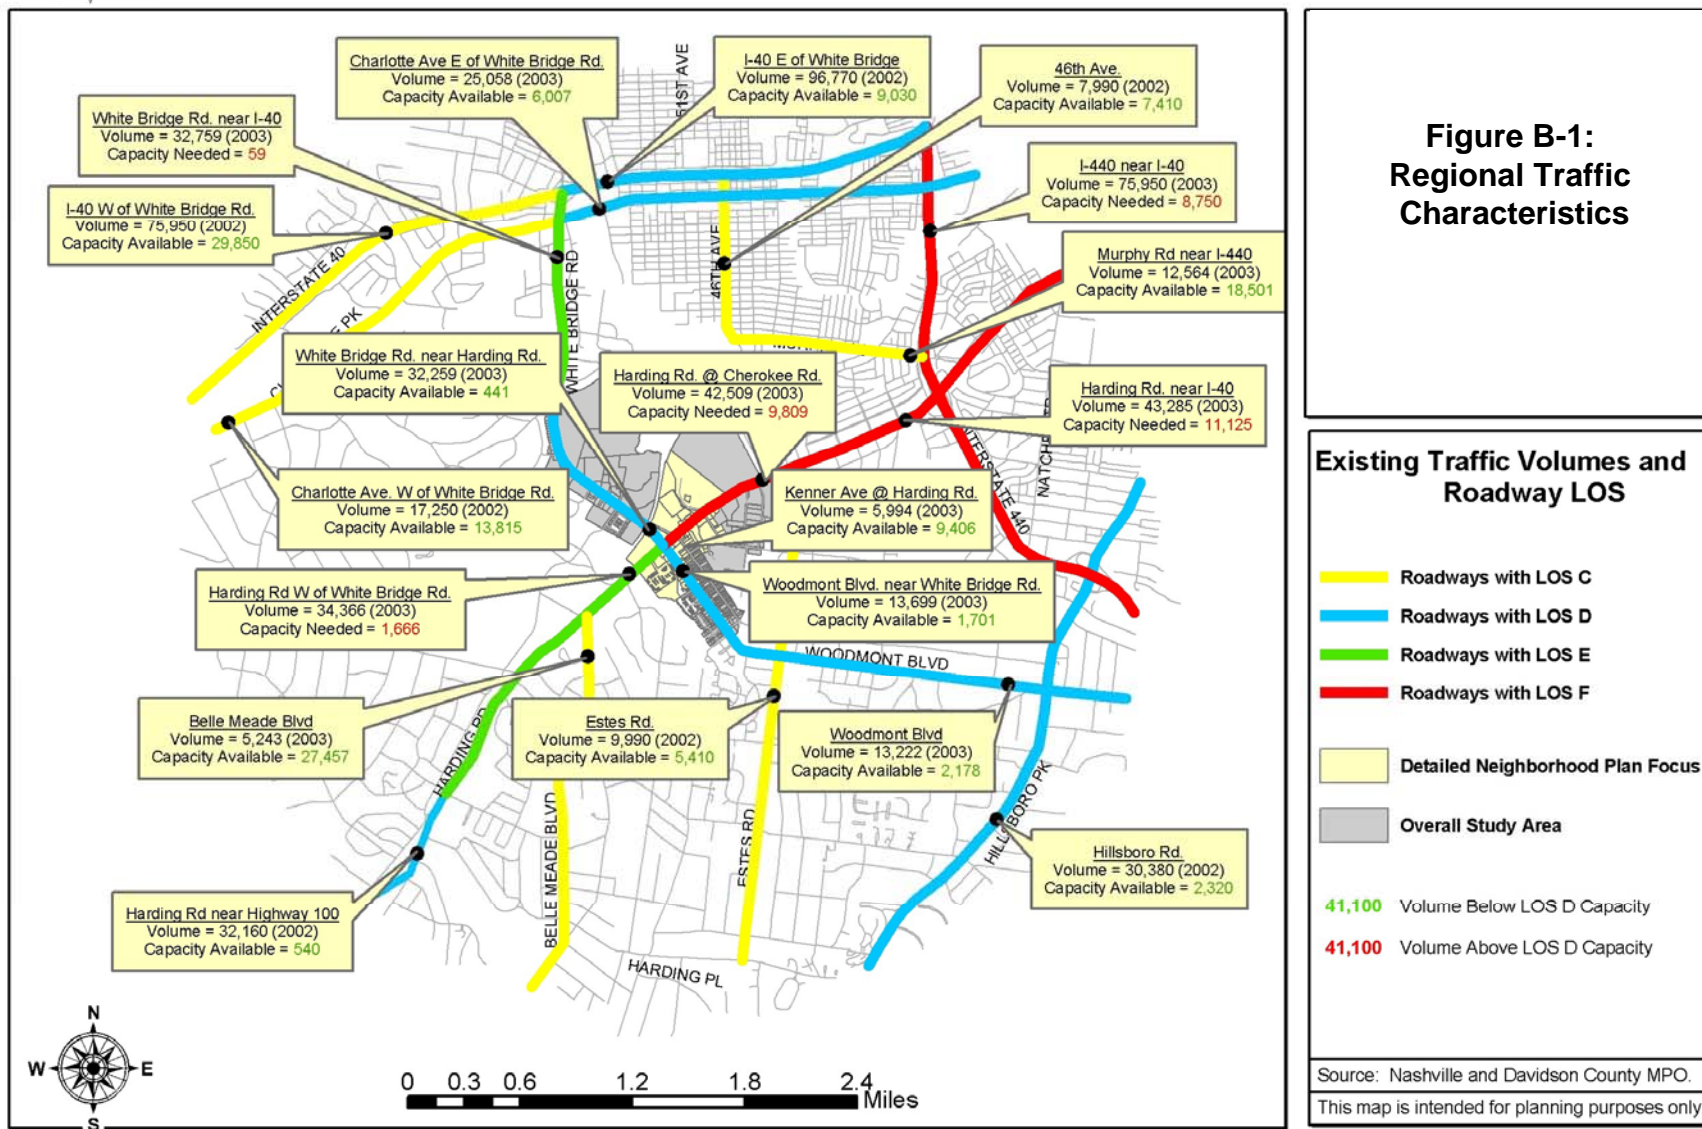 Charlotte Ave E of White Bridge Rd.
Volume = 25,058 (2003)
Capacity Available = 6,007
I-40 E of White Bridge
Volume = 96,770 (2002)
Capacity Available = 9,030
46th Ave.
Volume = 7,990 (2002)
Capacity Available = 7,410
White Bridge Rd. near I-40
Volume = 32,759 (2003)
Capacity Needed = 59
I-440 near I-40
Volume = 75,950 (2003)
Capacity Needed = 8,750
I-40 W of White Bridge Rd.
Volume = 75,950 (2002)
Capacity Available = 29,850
Murphy Rd near I-440
Volume = 12,564 (2003)
Capacity Available = 18,501
White Bridge Rd. near Harding Rd.
Volume = 32,259 (2003)
Capacity Available = 441
Harding Rd. @ Cherokee Rd.
Volume = 42,509 (2003)
Capacity Needed = 9,809
Harding Rd. near I-40
Volume = 43,285 (2003)
Capacity Needed = 11,125
Charlotte Ave. W of White Bridge Rd.
Volume = 17,250 (2002)
Capacity Available = 13,815
Kenner Ave @ Harding Rd.
Volume = 5,994 (2003)
Capacity Available = 9,406
Harding Rd W of White Bridge Rd.
Volume = 34,366 (2003)
Capacity Needed = 1,666
Woodmont Blvd. near White Bridge Rd.
Volume = 13,699 (2003)
Capacity Available = 1,701
Belle Meade Blvd
Volume = 5,243 (2003)
Capacity Available = 27,457
Estes Rd.
Volume = 9,990 (2002)
Capacity Available = 5,410
Woodmont Blvd
Volume = 13,222 (2003)
Capacity Available = 2,178
Hillsboro Rd.
Volume = 30,380 (2002)
Capacity Available = 2,320
Harding Rd near Highway 100
Volume = 32,160 (2002)
Capacity Available = 540
51ST AVE
INTERSTATE 40
PK
WHITE BRIDGE RD
46TH AVE
INTERSTATE 440
WOODMONT BLVD
HARDING RD
BELLE MEADE BLVD
ESTES RD
HILLSBORO PK
HARDING PL
N
W
E
S
0 0.3 0.6 1.2 1.8 2.4
Miles
Figure B-1:
Regional Traffic
Characteristics
Existing Traffic Volumes and
Roadway LOS
Roadways with LOS C
Roadways with LOS D
Roadways with LOS E
Roadways with LOS F
Detailed Neighborhood Plan Focus
Overall Study Area
41,100 Volume Below LOS D Capacity
41,100 Volume Above LOS D Capacity
Source: Nashville and Davidson County MPO.
This map is intended for planning purposes only